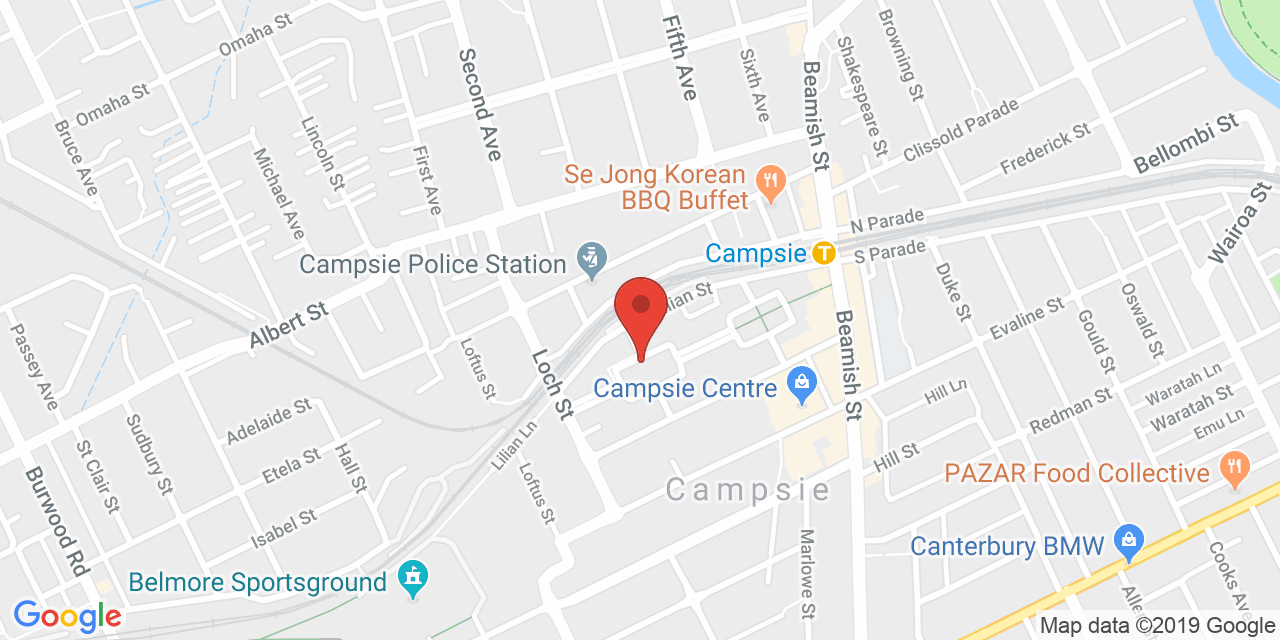 Omaha St
Omaha St
Bruce Ave
Michael Ave
Lincoln St
First Ave
Second Ave
Fifth Ave
Sixth Ave
Beamish St
Shakespeare St
Browning St
Clissold Parade
Frederick St
Bellombi St
Wairoa St
Se Jong Korean
BBQ Buffet
N Parade
S Parade
Campsie
Campsie Police Station
Albert St
Passey Ave
Loftus St
Loch St
Beamish St
Duke St
Evaline St
Gould St
Oswald St
Waratah Ln
Waratah St
Emu Ln
Redman St
Hill Ln
Hill St
Campsie Centre
Campsie
PAZAR Food Collective
Canterbury BMW
Marlowe St
Cooks Ave
Lilian Ln
Loftus St
Adelaide St
Etela St
Hall St
Isabel St
Sudbury St
St Clair St
Burwood Rd
Belmore Sportsground
Google
Map data ©2019 Google